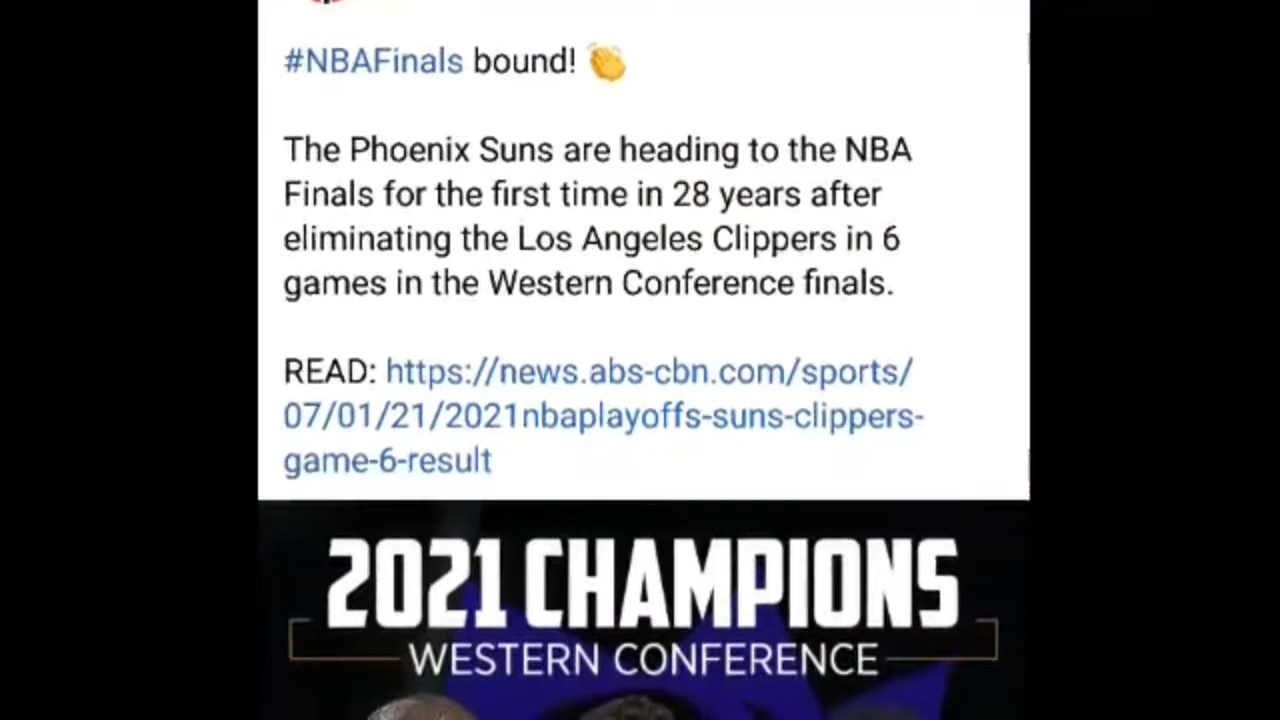 #NBAFinals bound! 👏
The Phoenix Suns are heading to the NBA
Finals for the first time in 28 years after
eliminating the Los Angeles Clippers in 6
games in the Western Conference finals.
READ: https://news.abs-cbn.com/sports/
07/01/21/2021nbaplayoffs-suns-clippers-
game-6-result
2021 CHAMPIONS
WESTERN CONFERENCE